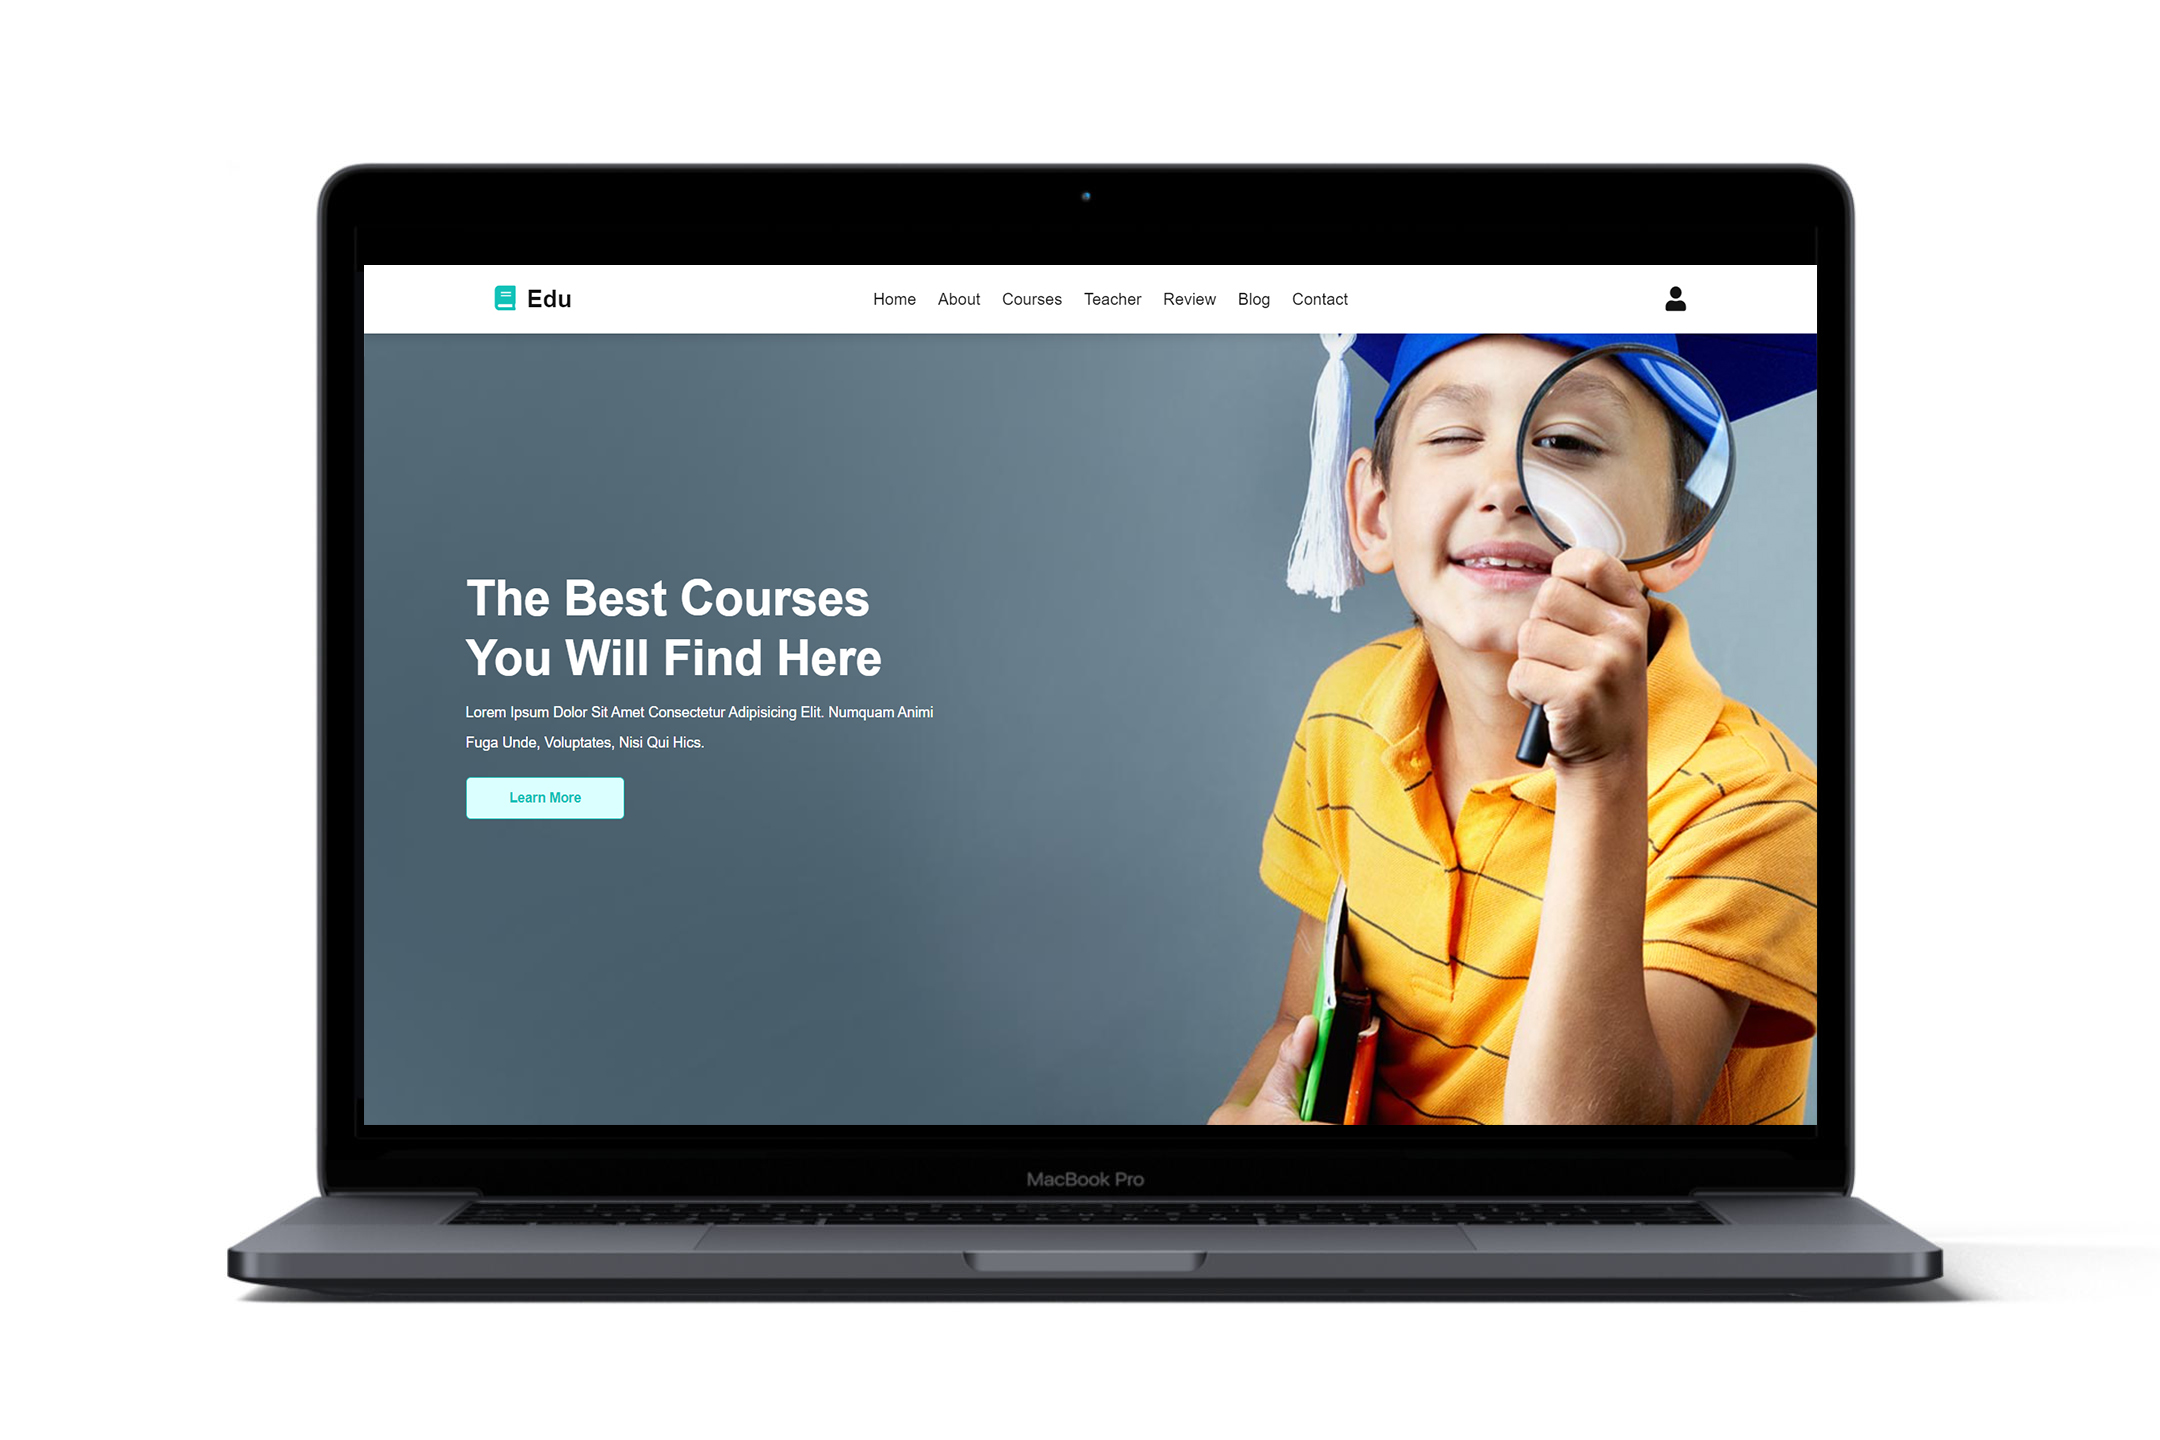 Edu
Home About Courses Teacher Review Blog Contact
The Best Courses
You Will Find Here
Lorem Ipsum Dolor Sit Amet Consectetur Adipisicing Elit. Numquam Animi
Fuga Unde, Voluptates, Nisi Qui Hics.
Learn More
MacBook Pro